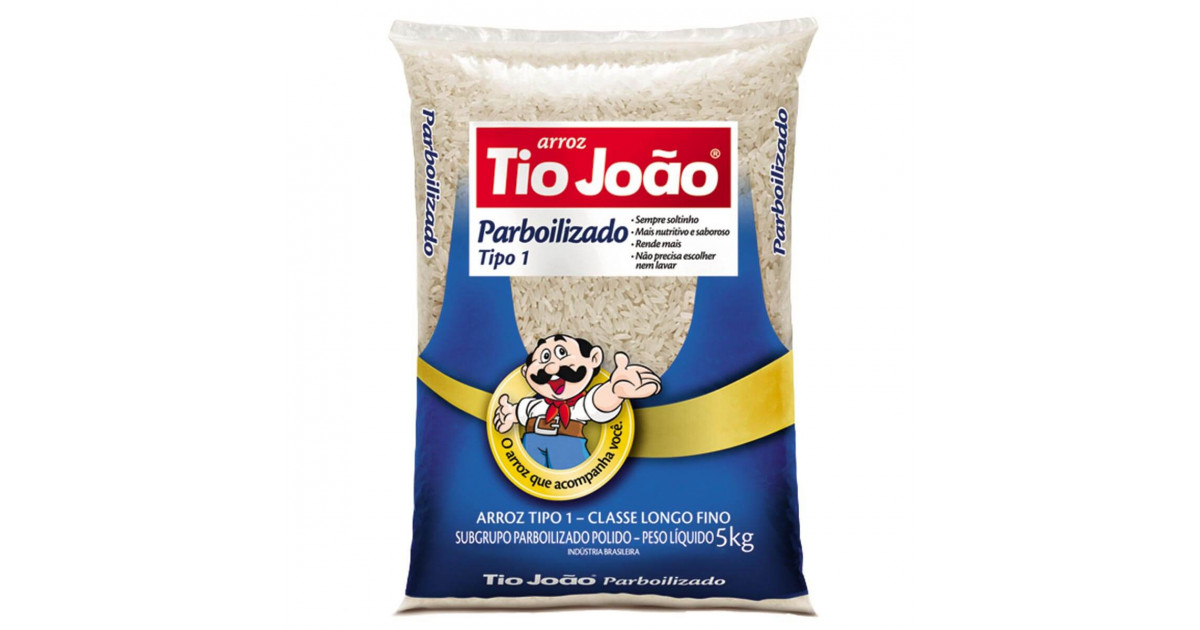 Parboilizado
Parboilizado
arroz
Tio João®
Parboilizado
Tipo 1
• Sempre soltinho
• Mais nutritivo e saboroso
• Rende mais
• Não precisa escolher
nem lavar
O arroz que acompanha você.
ARROZ TIPO 1 – CLASSE LONGO FINO
SUBGRUPO PARBOILIZADO POLIDO – PESO LÍQUIDO 5kg
INDÚSTRIA BRASILEIRA
Tio João® Parboilizado